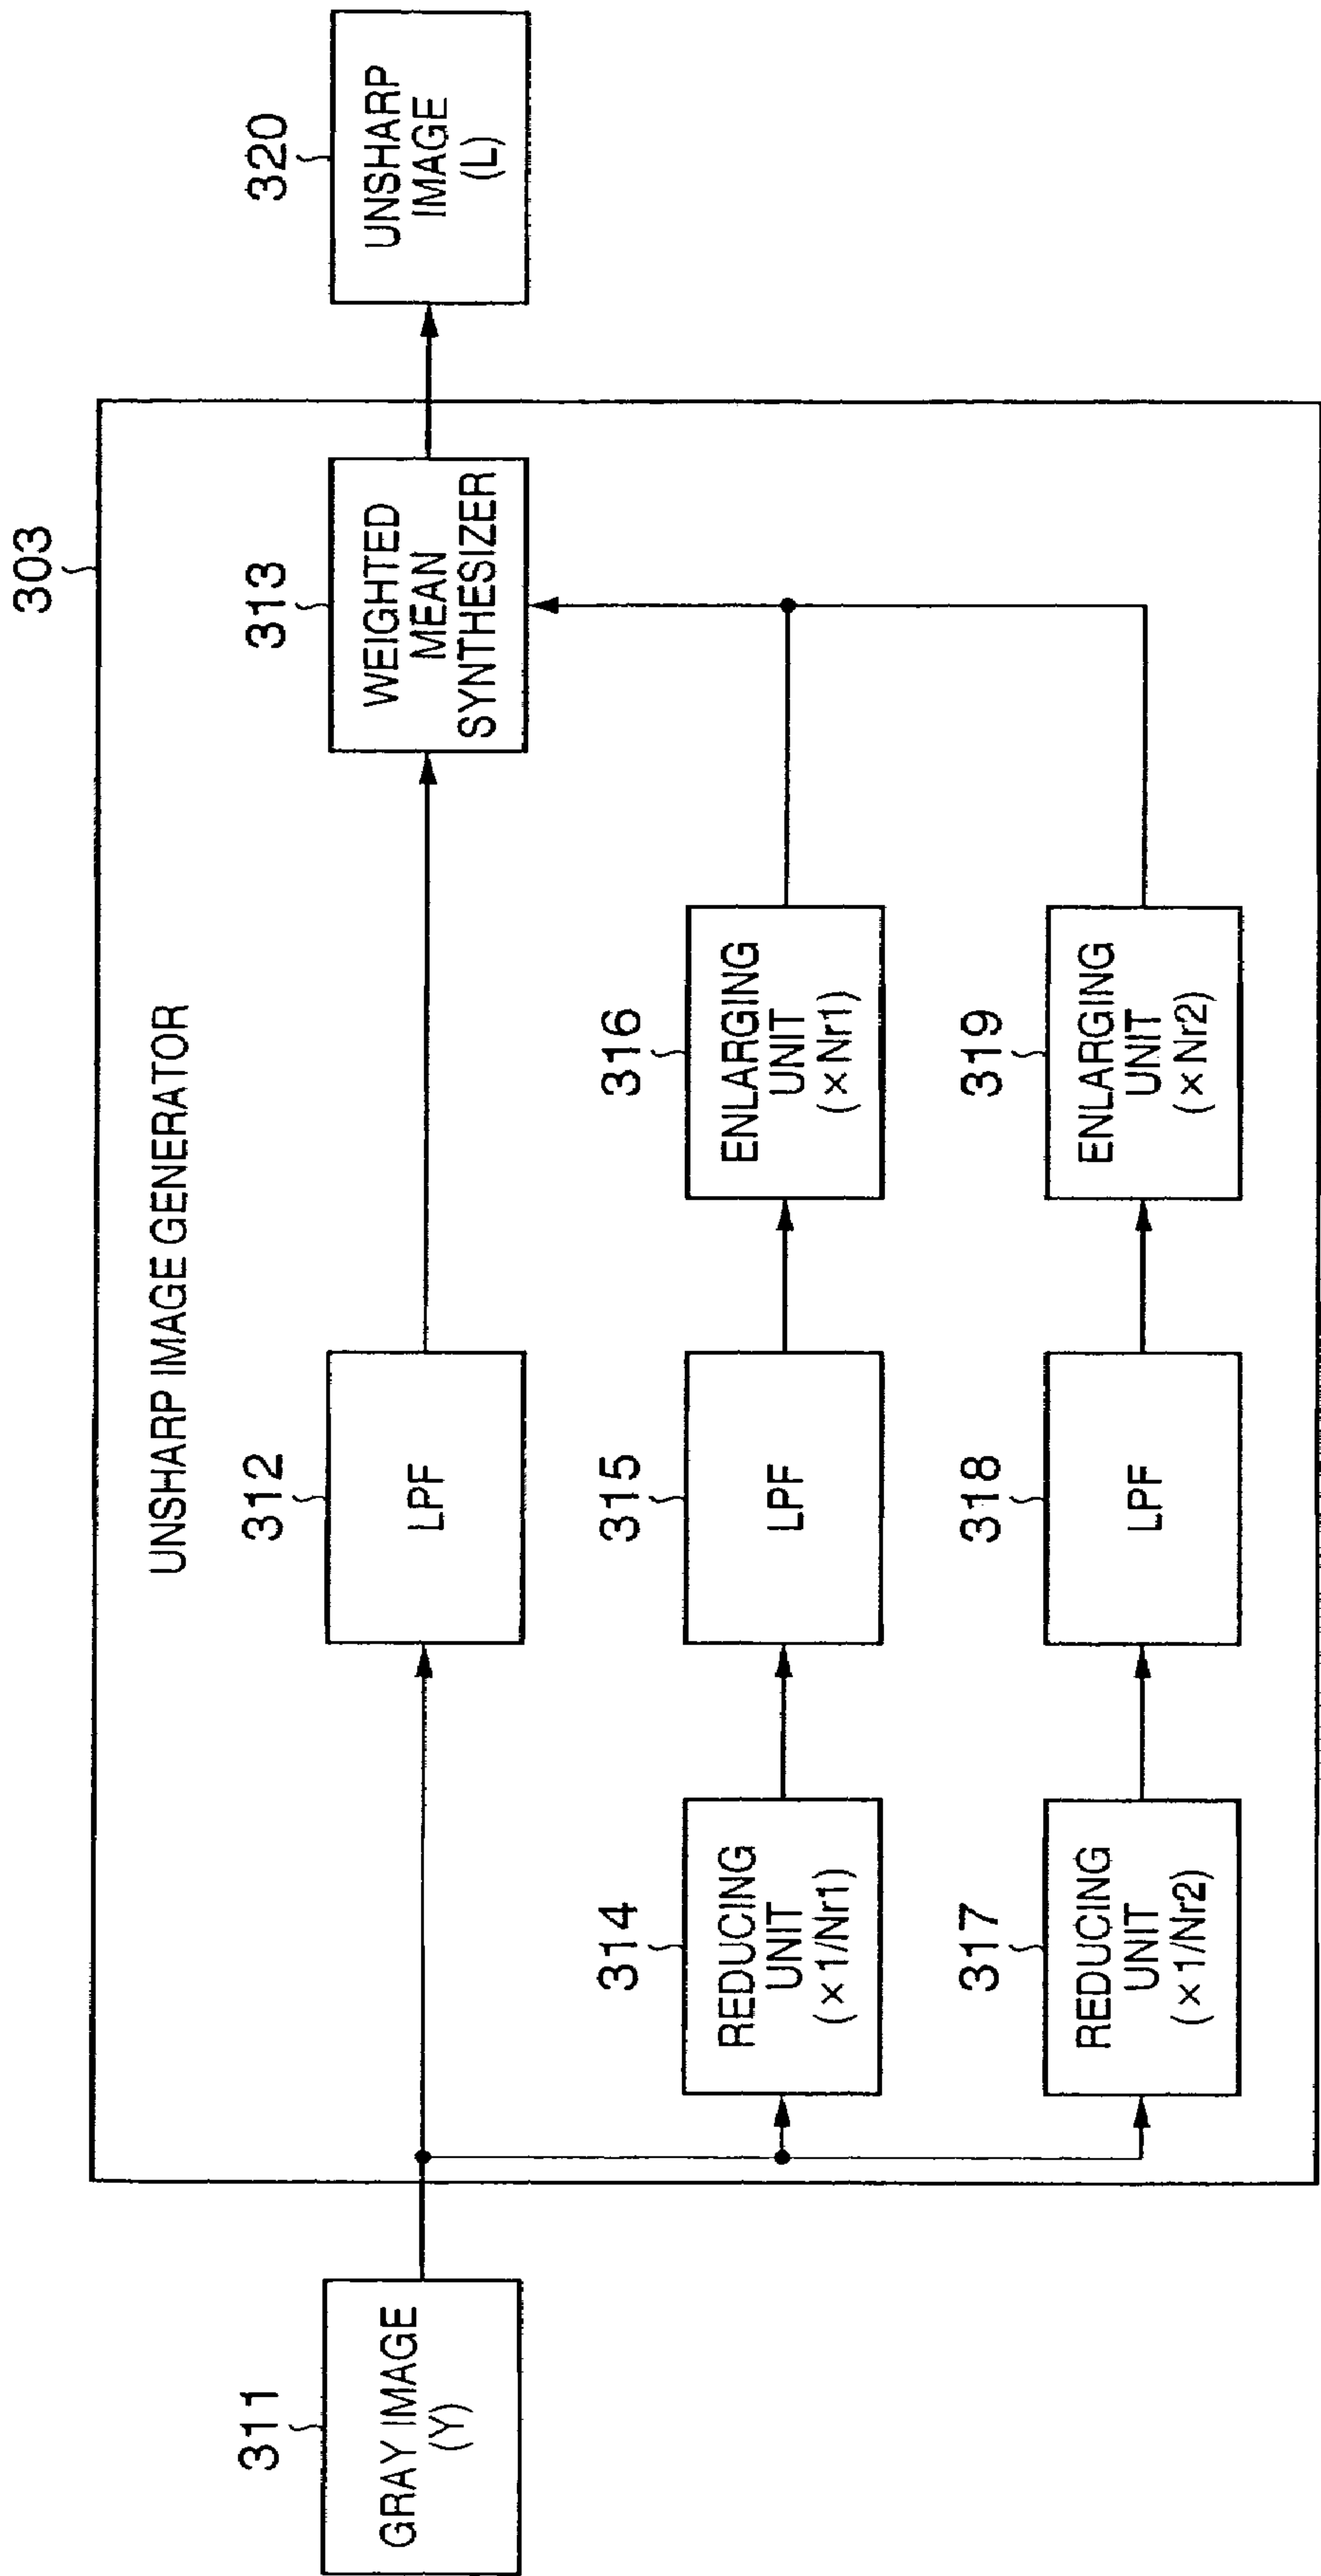 303
UNSHARP IMAGE GENERATOR
311
GRAY IMAGE
(Y)
312
LPF
313
WEIGHTED
MEAN
SYNTHESIZER
320
UNSHARP
IMAGE
(L)
314
REDUCING
UNIT
(×1/Nr1)
315
LPF
316
ENLARGING
UNIT
(×Nr1)
317
REDUCING
UNIT
(×1/Nr2)
318
LPF
319
ENLARGING
UNIT
(×Nr2)